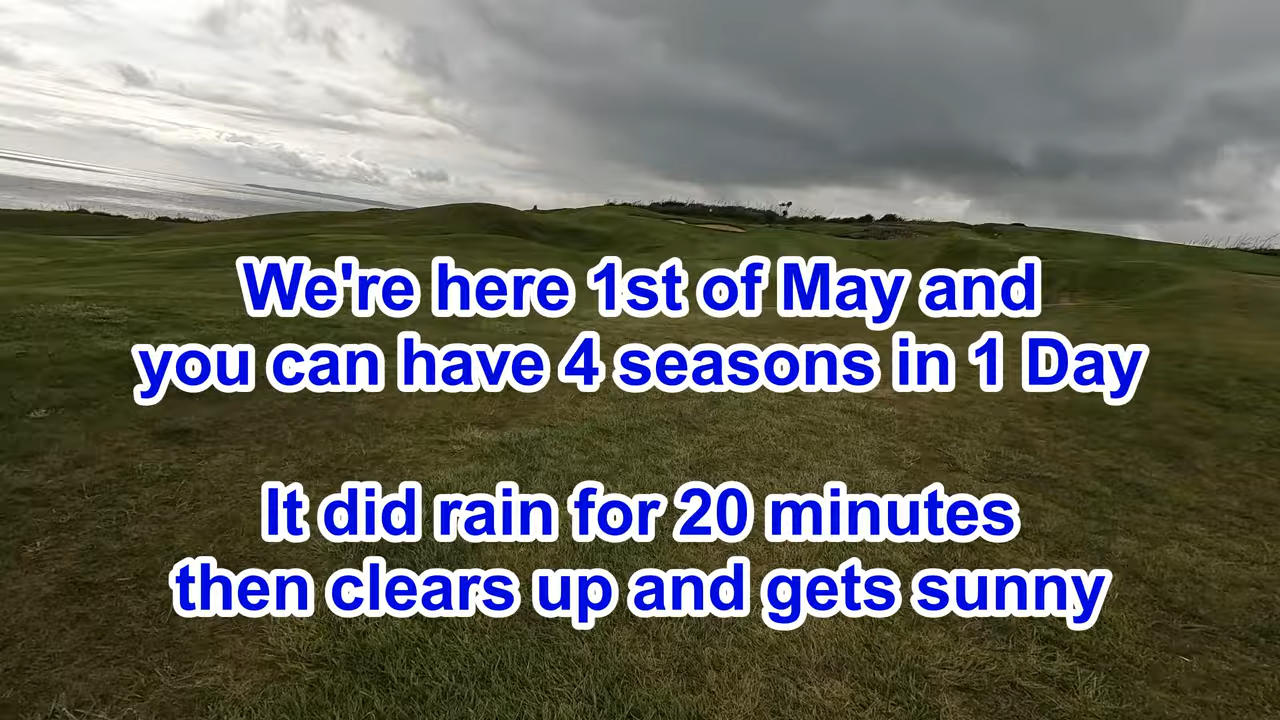 We're here 1st of May and
you can have 4 seasons in 1 Day
It did rain for 20 minutes
then clears up and gets sunny